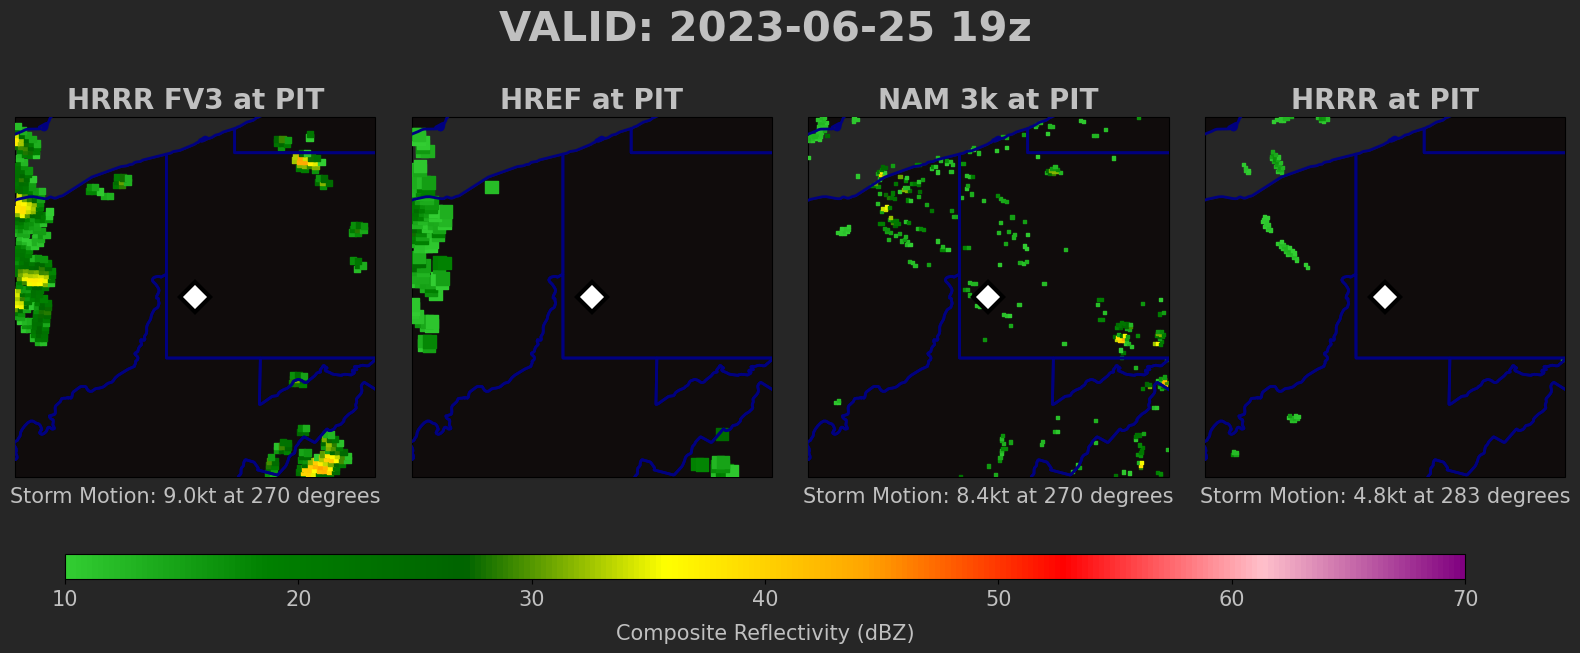 VALID: 2023-06-25 19z
HRRR FV3 at PIT
HREF at PIT
NAM 3k at PIT
HRRR at PIT
Storm Motion: 9.0kt at 270 degrees
Storm Motion: 8.4kt at 270 degrees
Storm Motion: 4.8kt at 283 degrees
10 20 30 40 50 60 70
Composite Reflectivity (dBZ)